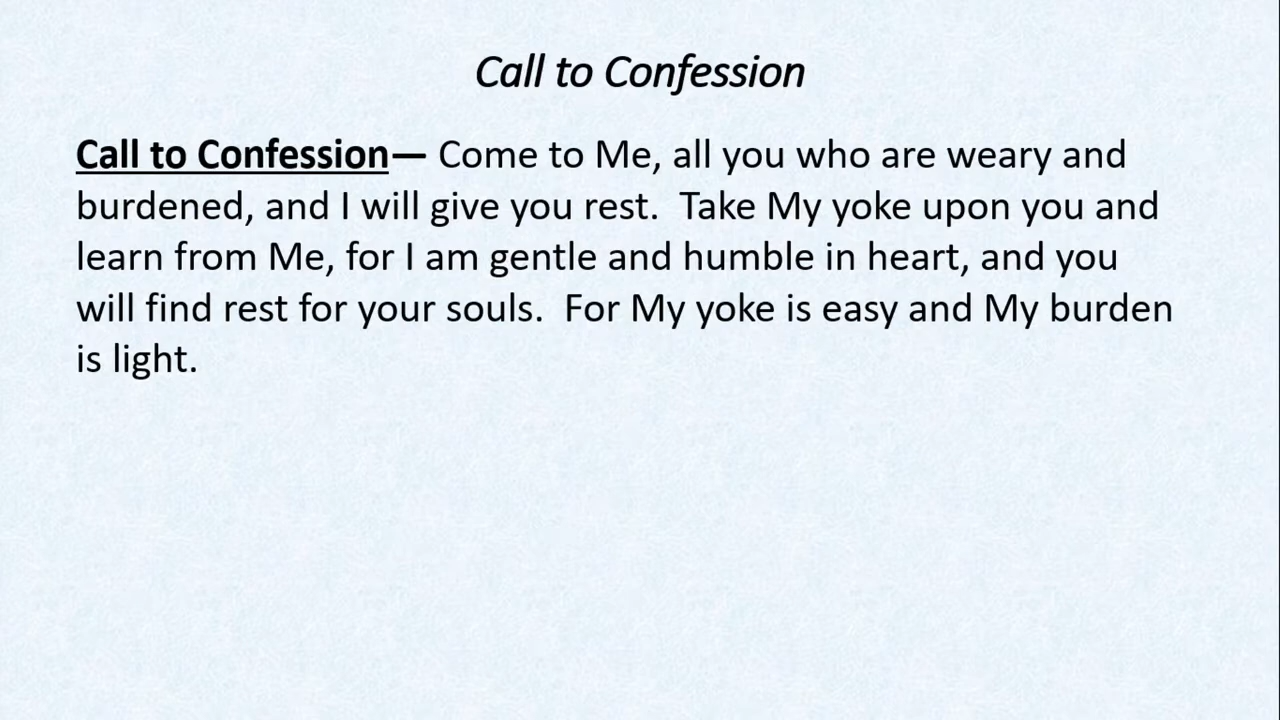 Call to Confession
Call to Confession— Come to Me, all you who are weary and
burdened, and I will give you rest.  Take My yoke upon you and
learn from Me, for I am gentle and humble in heart, and you
will find rest for your souls.  For My yoke is easy and My burden
is light.